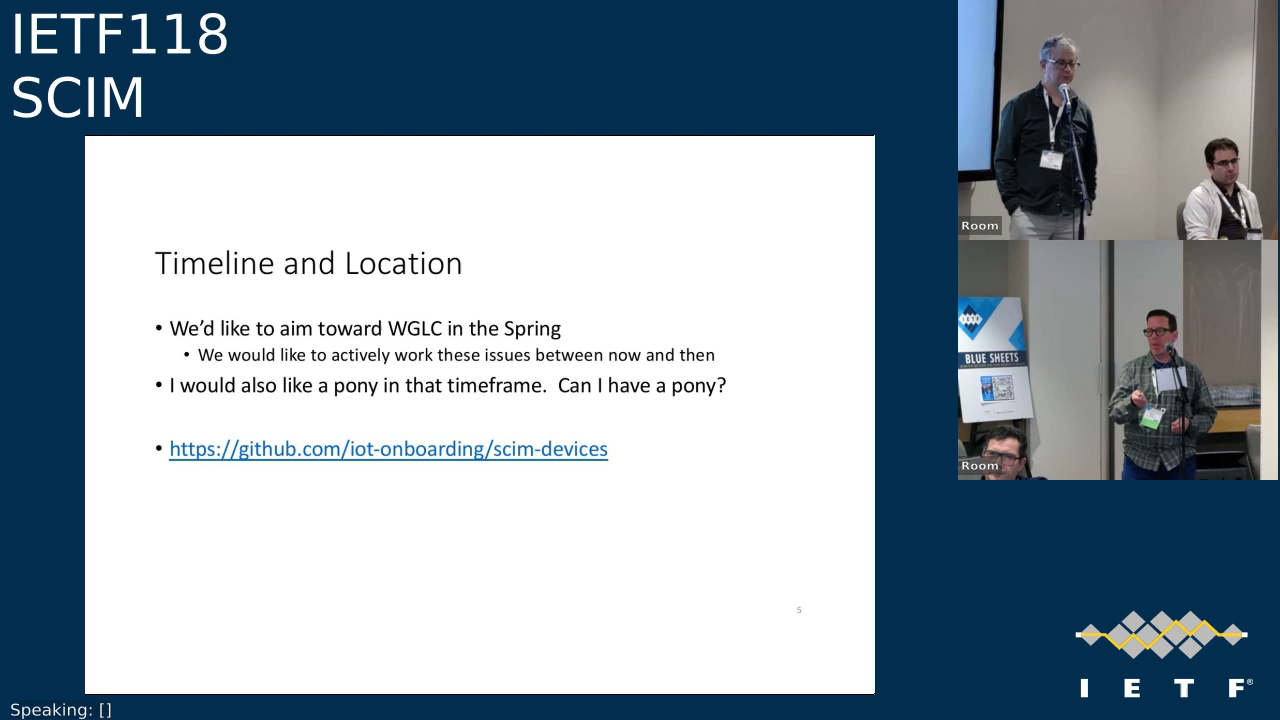 IETF118
SCIM
Timeline and Location
• We’d like to aim toward WGLC in the Spring
• We would like to actively work these issues between now and then
• I would also like a pony in that timeframe.  Can I have a pony?
• https://github.com/iot-onboarding/scim-devices
5
Room
IETF
BLUE SHEETS
Room
I E T F®
Speaking: []